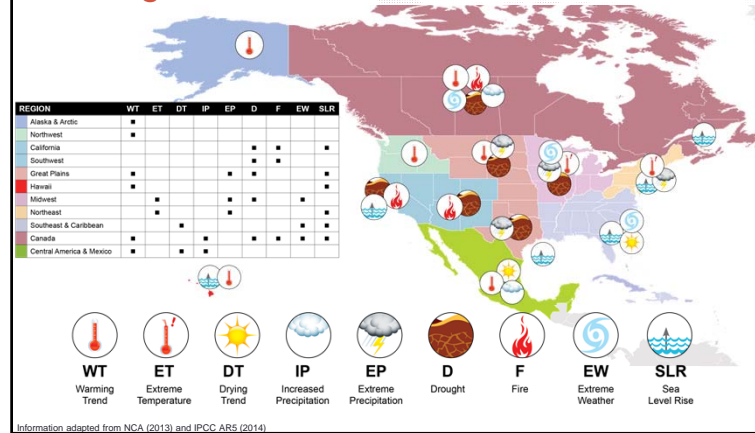 REGION WT ET DT IP EP D F EW SLR
Alaska & Arctic ■
Northwest ■
California ■ ■ ■
Southwest ■ ■
Great Plains ■ ■ ■ ■
Hawaii ■ ■
Midwest ■ ■ ■ ■
Northeast ■ ■ ■
Southeast & Caribbean ■ ■ ■
Canada ■ ■ ■ ■ ■ ■
Central America & Mexico ■ ■ ■
WT ET DT IP EP D F EW SLR
Warming Extreme Drying Increased Extreme Drought Fire Extreme Sea
Trend Temperature Trend Precipitation Precipitation Weather Level Rise
Information adapted from NCA (2013) and IPCC AR5 (2014)